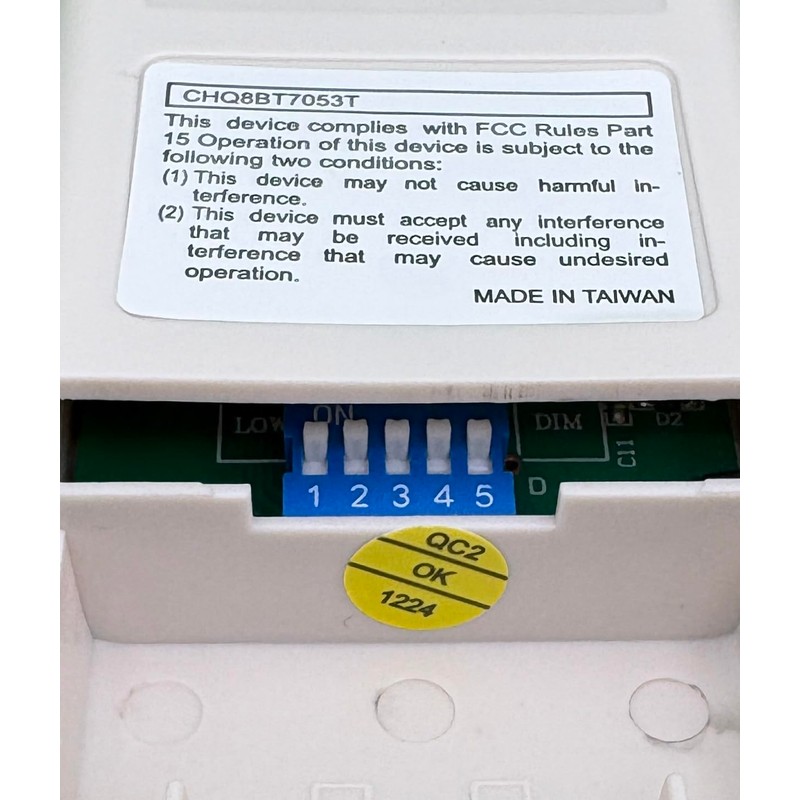 CHQ8BT7053T
This device complies with FCC Rules Part
15 Operation of this device is subject to the
following two conditions:
(1) This device may not cause harmful in-
terference.
(2) This device must accept any interference
that may be received including in-
terference that may cause undesired
operation.
MADE IN TAIWAN
LOW ON DIM D2
C11
1 2 3 4 5 D
QC2
OK
1224